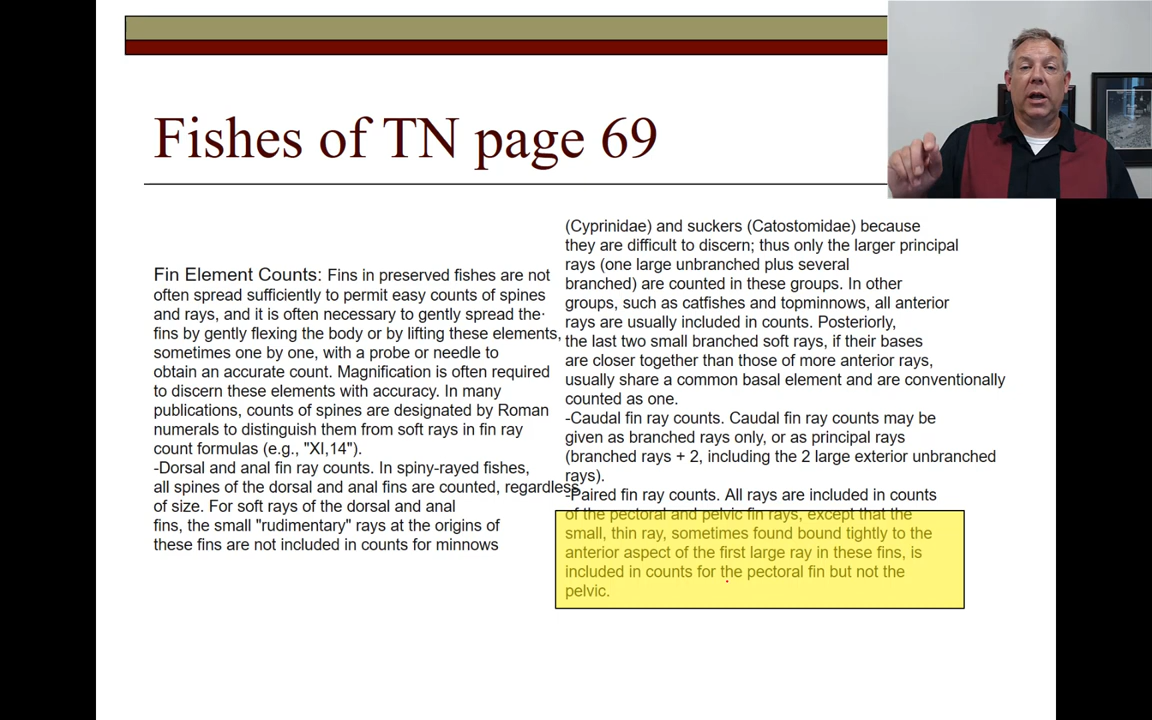 Fishes of TN page 69
Fin Element Counts: Fins in preserved fishes are not
often spread sufficiently to permit easy counts of spines
and rays, and it is often necessary to gently spread the·
fins by gently flexing the body or by lifting these elements,
sometimes one by one, with a probe or needle to
obtain an accurate count. Magnification is often required
to discern these elements with accuracy. In many
publications, counts of spines are designated by Roman
numerals to distinguish them from soft rays in fin ray
count formulas (e.g., "XI,14").
-Dorsal and anal fin ray counts. In spiny-rayed fishes,
all spines of the dorsal and anal fins are counted, regardless
of size. For soft rays of the dorsal and anal
fins, the small "rudimentary" rays at the origins of
these fins are not included in counts for minnows
(Cyprinidae) and suckers (Catostomidae) because
they are difficult to discern; thus only the larger principal
rays (one large unbranched plus several
branched) are counted in these groups. In other
groups, such as catfishes and topminnows, all anterior
rays are usually included in counts. Posteriorly,
the last two small branched soft rays, if their bases
are closer together than those of more anterior rays,
usually share a common basal element and are conventionally
counted as one.
-Caudal fin ray counts. Caudal fin ray counts may be
given as branched rays only, or as principal rays
(branched rays + 2, including the 2 large exterior unbranched
rays).
-Paired fin ray counts. All rays are included in counts
of the pectoral and pelvic fin rays, except that the
small, thin ray, sometimes found bound tightly to the
anterior aspect of the first large ray in these fins, is
included in counts for the pectoral fin but not the
pelvic.